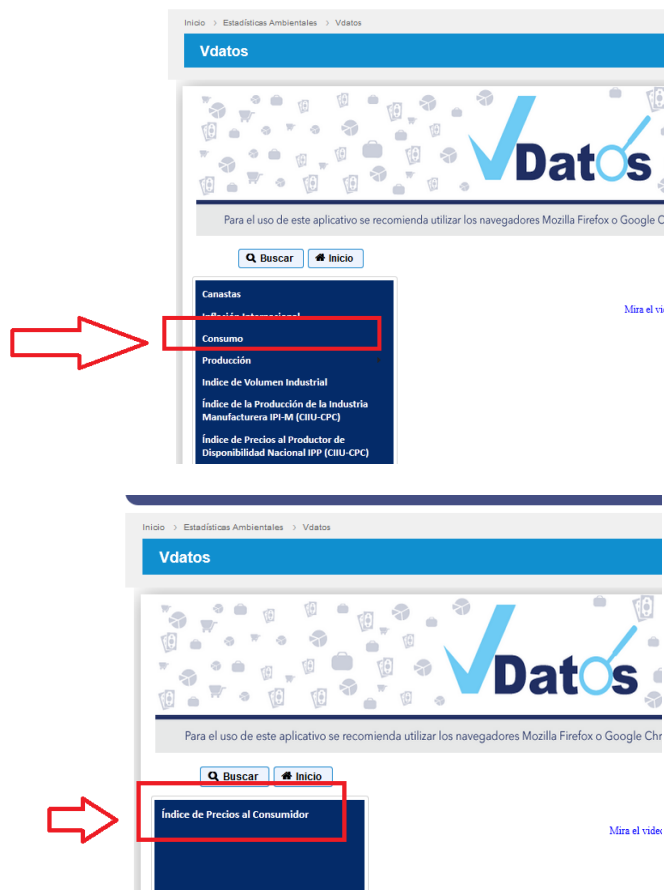 Inicio > Estadísticas Ambientales > Vdatos
Vdatos
Datos
Para el uso de este aplicativo se recomienda utilizar los navegadores Mozilla Firefox o Google C
Buscar Inicio
Canastas
Inflación Internacional
Mira el vi
Consumo
Producción
Indice de Volumen Industrial
Índice de la Producción de la Industria
Manufacturera IPI-M (CIIU-CPC)
Índice de Precios al Productor de
Disponibilidad Nacional IPP (CIIU-CPC)
Inicio > Estadísticas Ambientales > Vdatos
Vdatos
Datos
Para el uso de este aplicativo se recomienda utilizar los navegadores Mozilla Firefox o Google Chr
Buscar Inicio
Índice de Precios al Consumidor
Mira el video